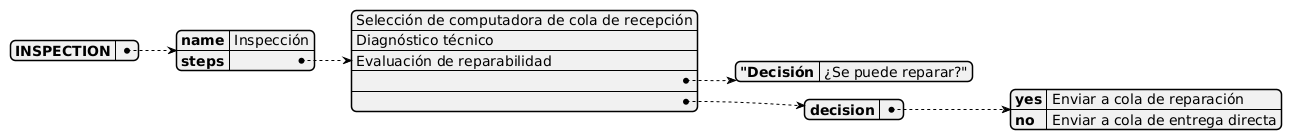 INSPECTION
name Inspección
steps
Selección de computadora de cola de recepción
Diagnóstico técnico
Evaluación de reparabilidad
"Decisión ¿Se puede reparar?"
decision
yes Enviar a cola de reparación
no Enviar a cola de entrega directa